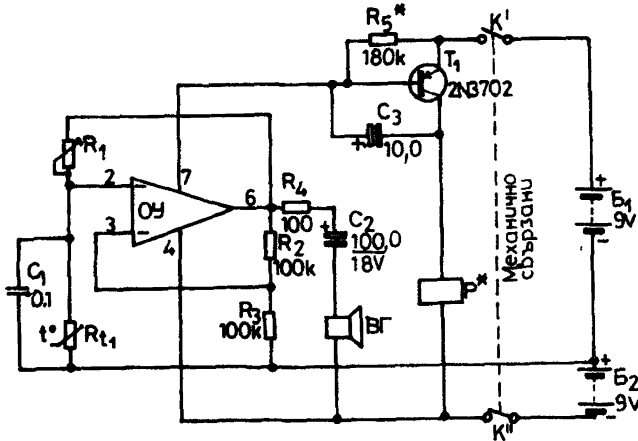 R5*
180k
K'
T1
2N3702
C3
+
10,0
R1
2
7
ОУ
6
3
4
R4
100
C2
+
100,0
18V
R2
100k
R3
100k
C1
0.1
t°
Rt1
ВГ
P*
Механично
свързани
+
Б1
9V
-
+
Б2
9V
-
K"